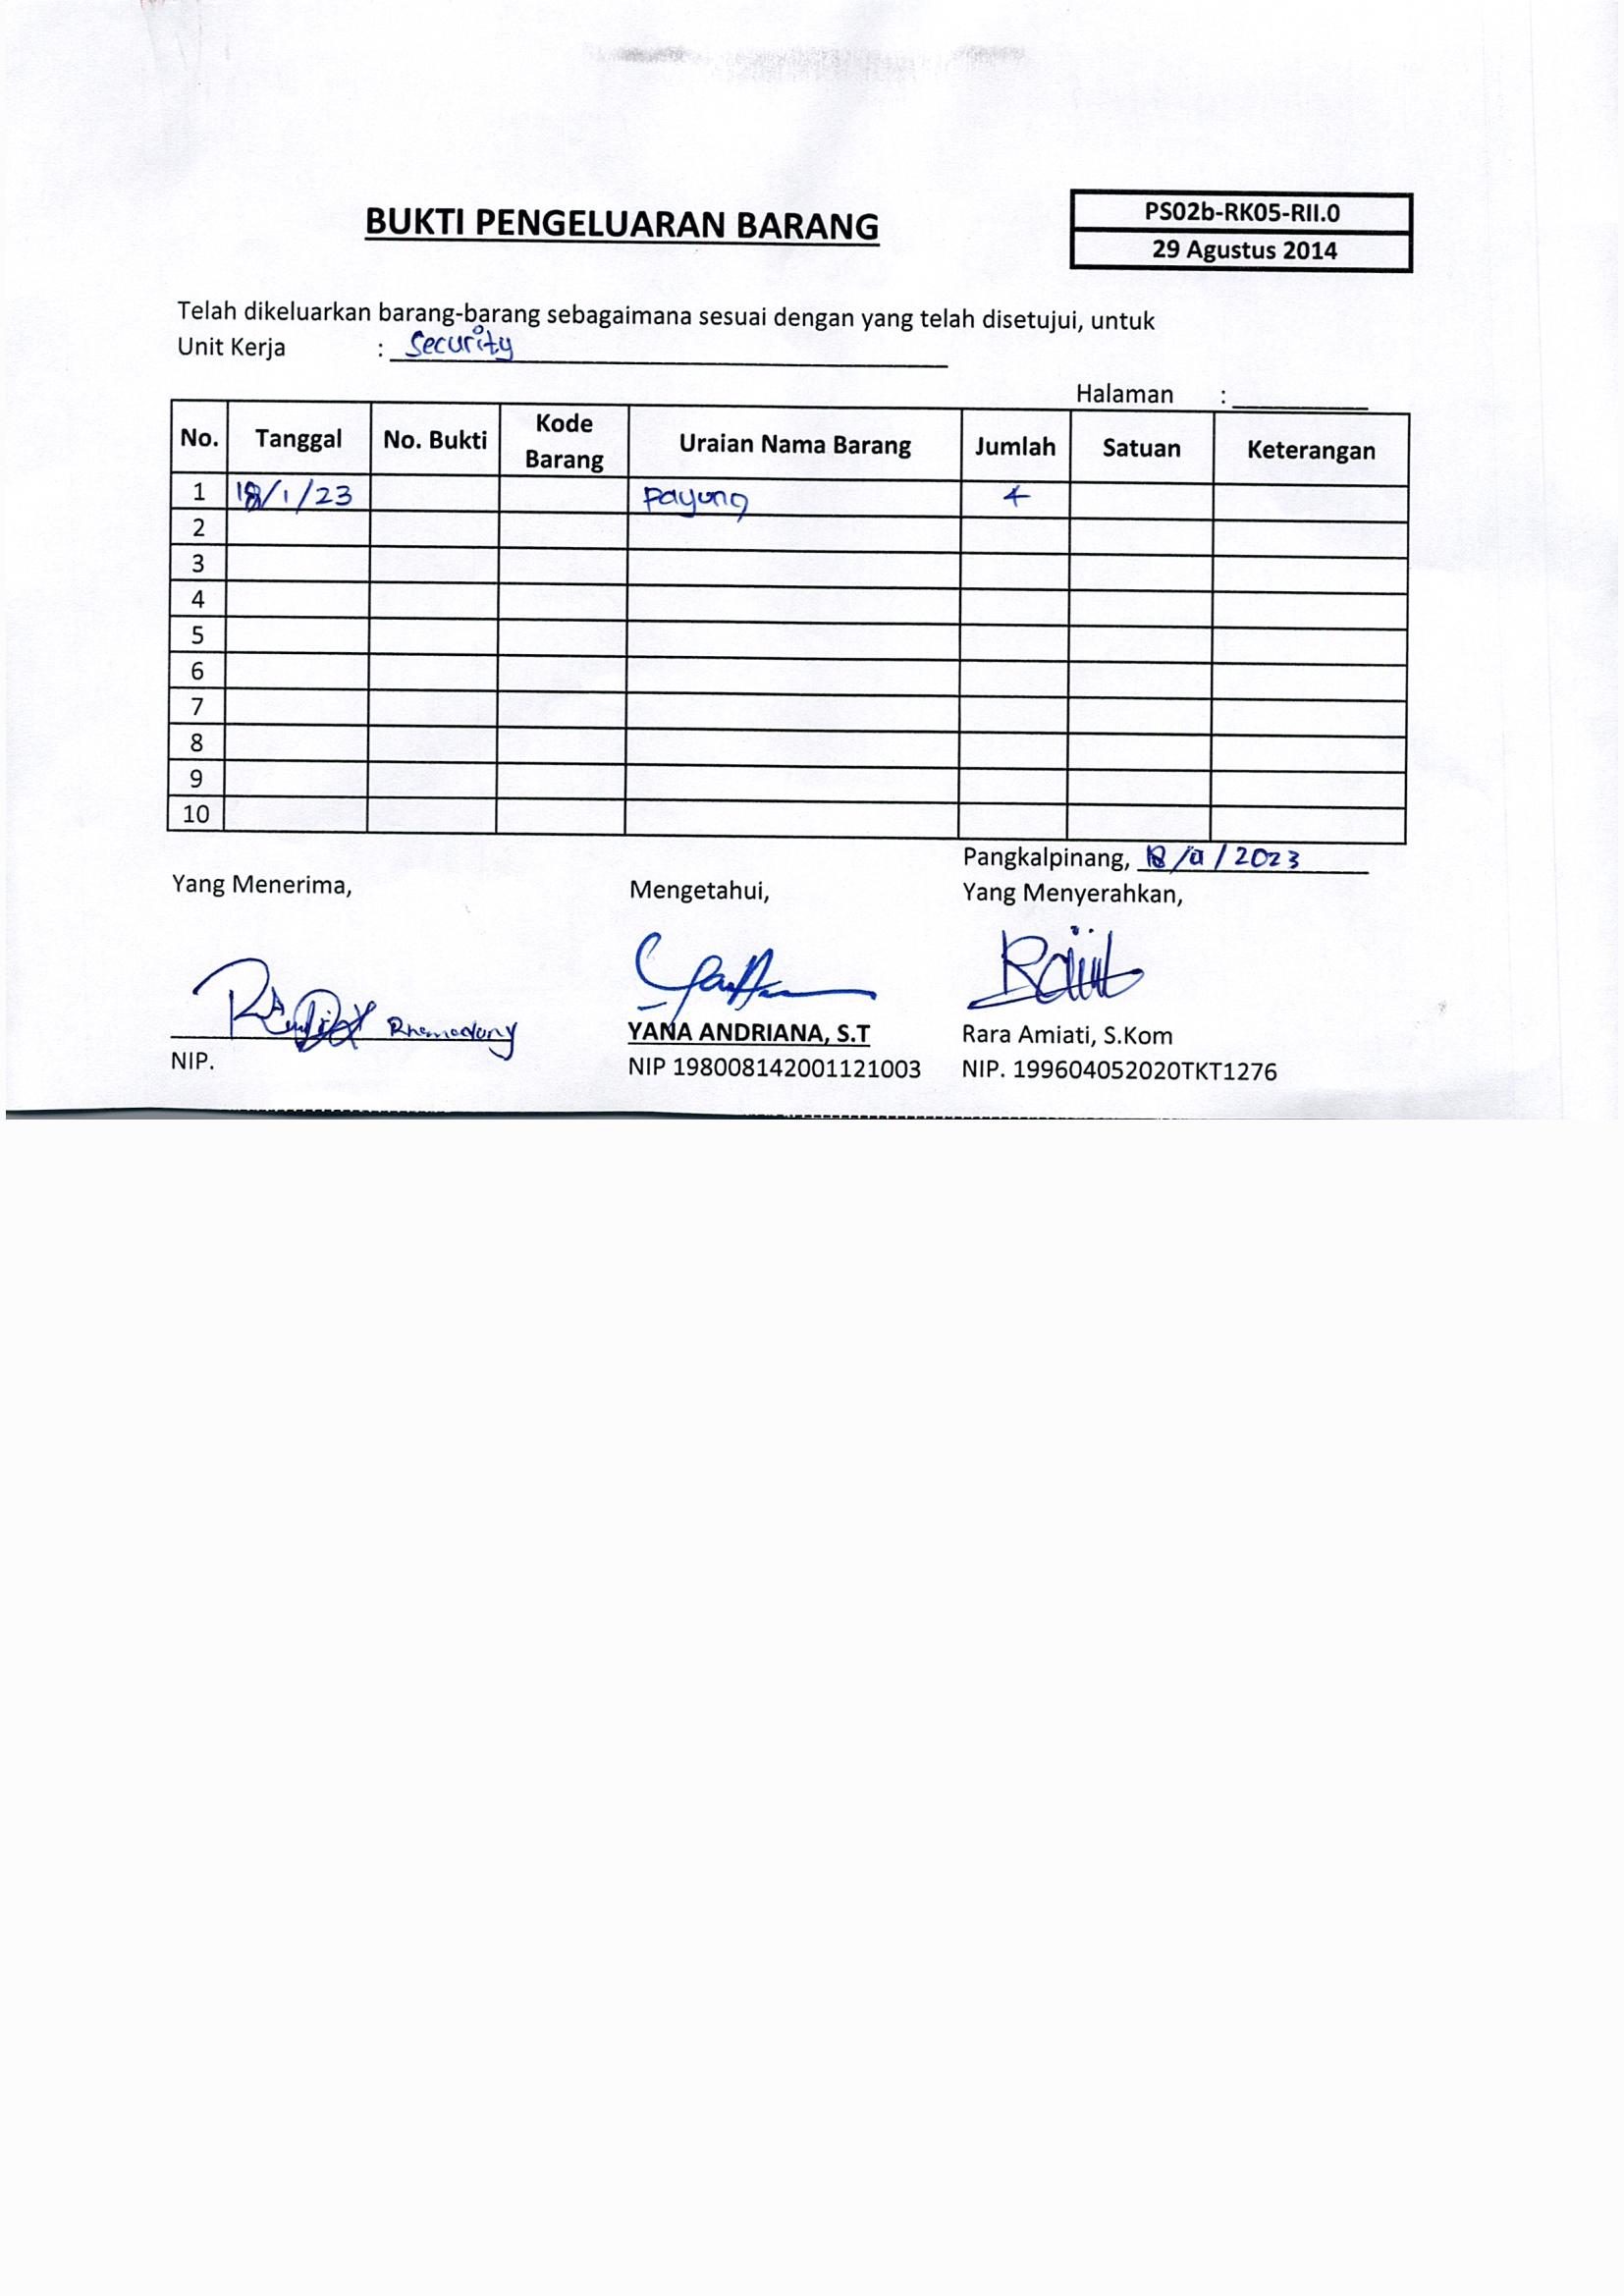 BUKTI PENGELUARAN BARANG
PS02b-RK05-RII.0
29 Agustus 2014
Telah dikeluarkan barang-barang sebagaimana sesuai dengan yang telah disetujui, untuk
Unit Kerja : Security
Halaman :
No. Tanggal No. Bukti Kode Barang Uraian Nama Barang Jumlah Satuan Keterangan
1 18/1/23 Payung 4
2
3
4
5
6
7
8
9
10
Pangkalpinang, 18/01/2023
Yang Menerima, Mengetahui, Yang Menyerahkan,
YANA ANDRIANA, S.T Rara Amiati, S.Kom
NIP. NIP 198008142001121003 NIP. 199604052020TKT1276